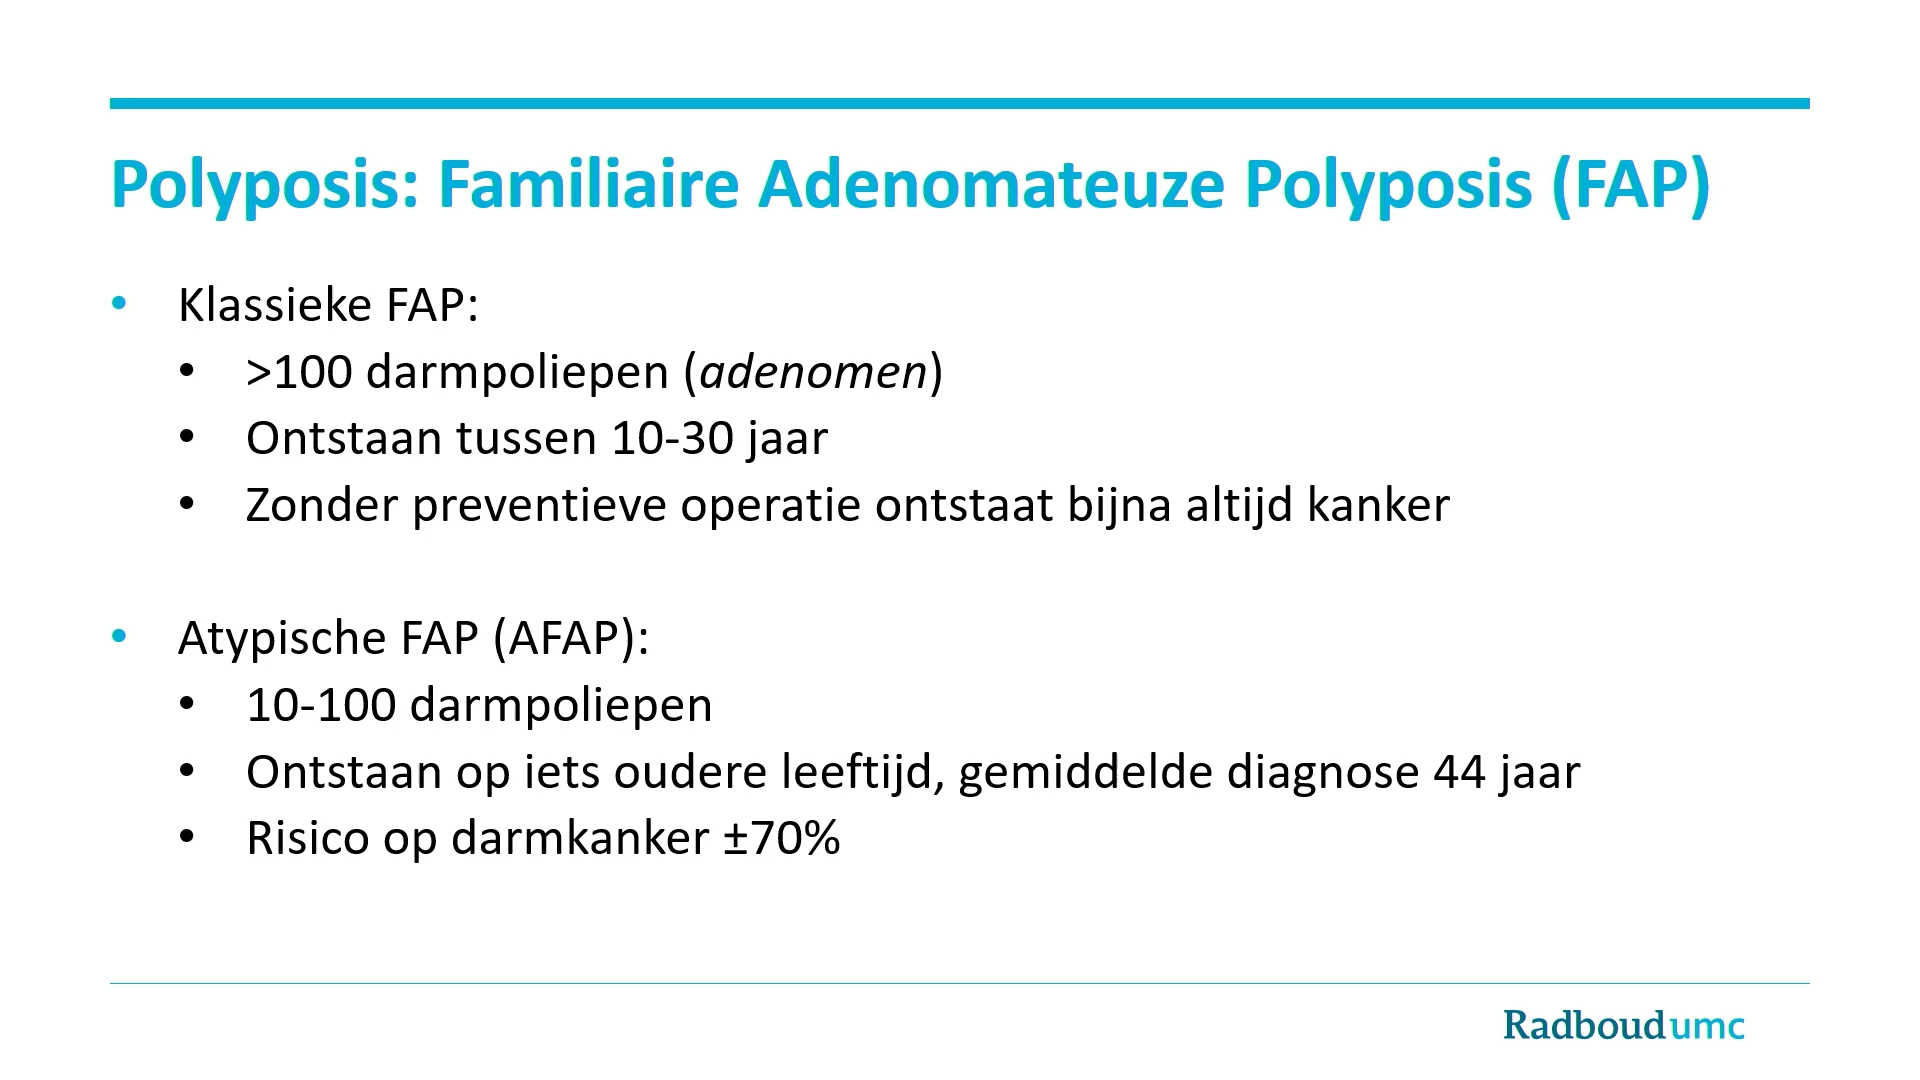 Polyposis: Familiaire Adenomateuze Polyposis (FAP)
• Klassieke FAP:
• >100 darmpoliepen (adenomen)
• Ontstaan tussen 10-30 jaar
• Zonder preventieve operatie ontstaat bijna altijd kanker
• Atypische FAP (AFAP):
• 10-100 darmpoliepen
• Ontstaan op iets oudere leeftijd, gemiddelde diagnose 44 jaar
• Risico op darmkanker ±70%
Radboudumc